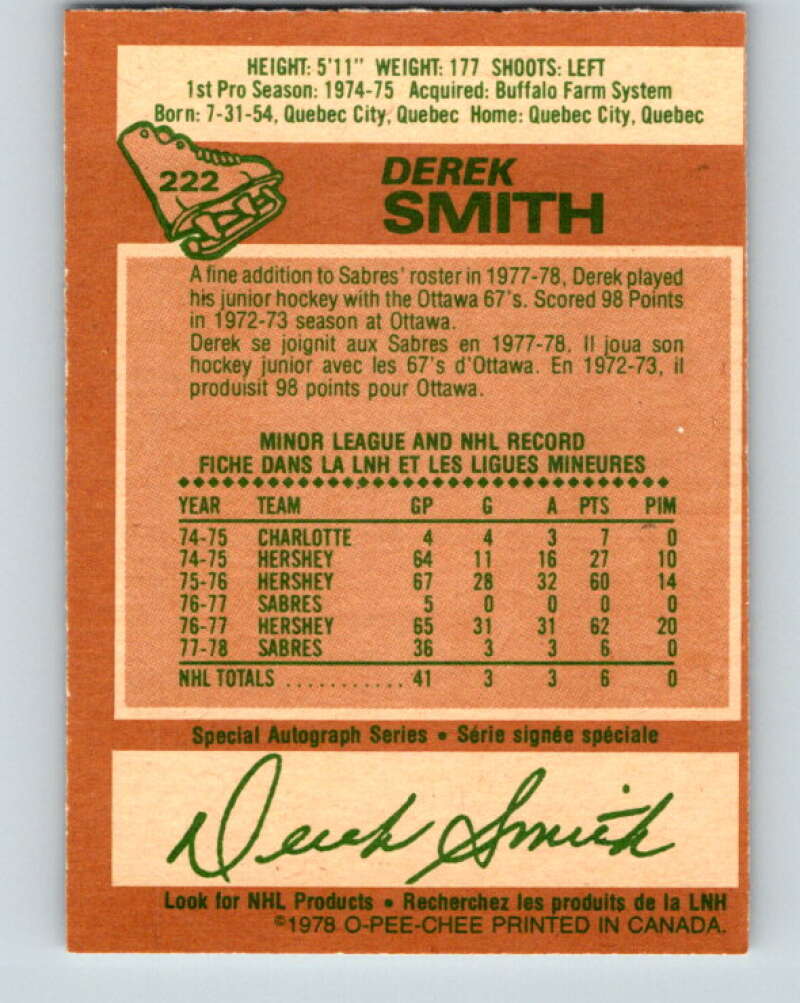 HEIGHT: 5'11" WEIGHT: 177 SHOOTS: LEFT
1st Pro Season: 1974-75 Acquired: Buffalo Farm System
Born: 7-31-54, Quebec City, Quebec Home: Quebec City, Quebec
222
DEREK
SMITH
A fine addition to Sabres' roster in 1977-78, Derek played
his junior hockey with the Ottawa 67's. Scored 98 Points
in 1972-73 season at Ottawa.
Derek se joignit aux Sabres en 1977-78. Il joua son
hockey junior avec les 67's d'Ottawa. En 1972-73, il
produisit 98 points pour Ottawa.
MINOR LEAGUE AND NHL RECORD
FICHE DANS LA LNH ET LES LIGUES MINEURES
YEAR TEAM GP G A PTS PIM
74-75 CHARLOTTE 4 4 3 7 0
74-75 HERSHEY 64 11 16 27 10
75-76 HERSHEY 67 28 32 60 14
76-77 SABRES 5 0 0 0 0
76-77 HERSHEY 65 31 31 62 20
77-78 SABRES 36 3 3 6 0
NHL TOTALS ........... 41 3 3 6 0
Special Autograph Series • Série signée spéciale
Derek Smith
Look for NHL Products • Recherchez les produits de la LNH
©1978 O-PEE-CHEE PRINTED IN CANADA.